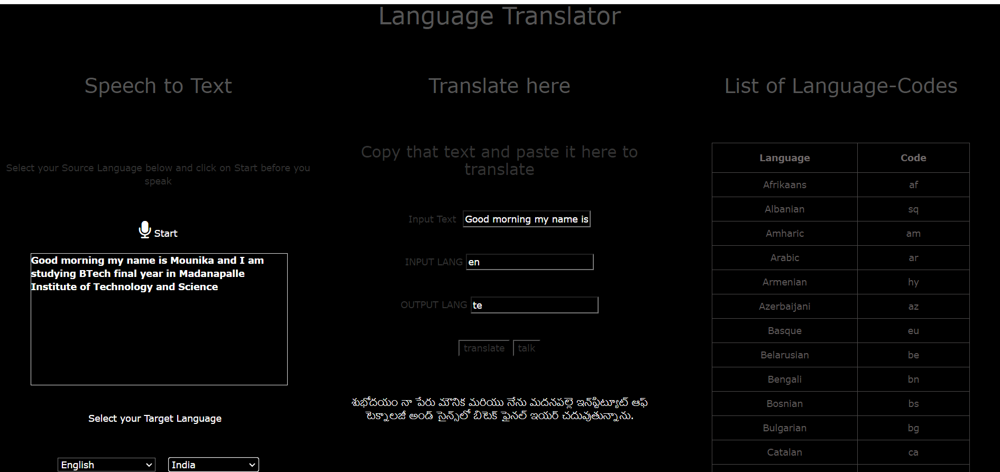 Language Translator
Speech to Text
Select your Source Language below and click on Start before you
speak
Start
Good morning my name is Mounika and I am
studying BTech final year in Madanapalle
Institute of Technology and Science
Select your Target Language
English
India
Translate here
Copy that text and paste it here to
translate
Input Text Good morning my name is
INPUT LANG en
OUTPUT LANG te
translate talk
శుభోదయం నా పేరు మౌనిక మరియు నేను మదనపల్లె ఇన్‌స్టిట్యూట్ ఆఫ్
టెక్నాలజీ అండ్ సైన్స్‌లో బిటెక్ ఫైనల్ ఇయర్ చదువుతున్నాను.
List of Language-Codes
Language Code
Afrikaans af
Albanian sq
Amharic am
Arabic ar
Armenian hy
Azerbaijani az
Basque eu
Belarusian be
Bengali bn
Bosnian bs
Bulgarian bg
Catalan ca